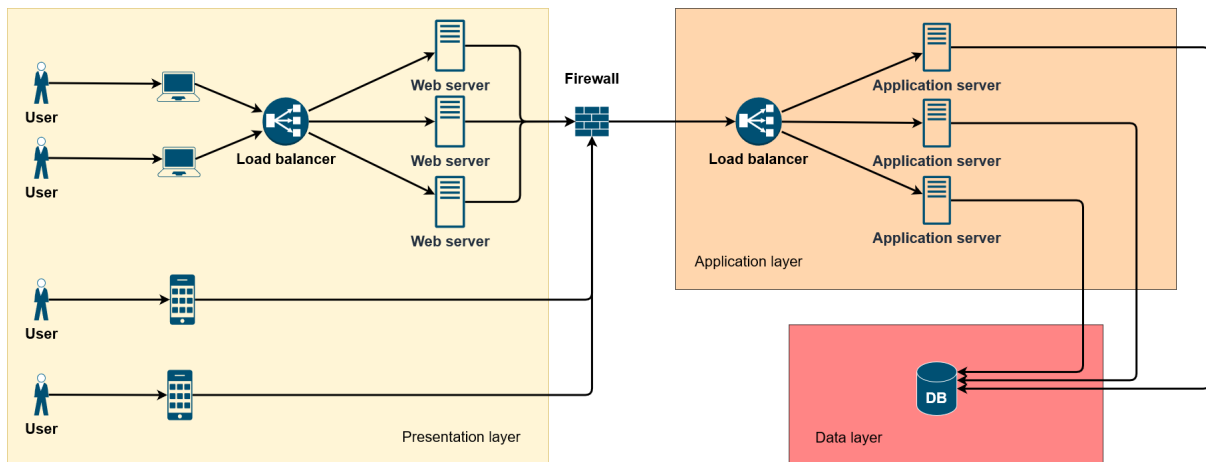 User
User
User
User
Load balancer
Web server
Web server
Web server
Presentation layer
Firewall
Load balancer
Application server
Application server
Application server
Application layer
DB
Data layer